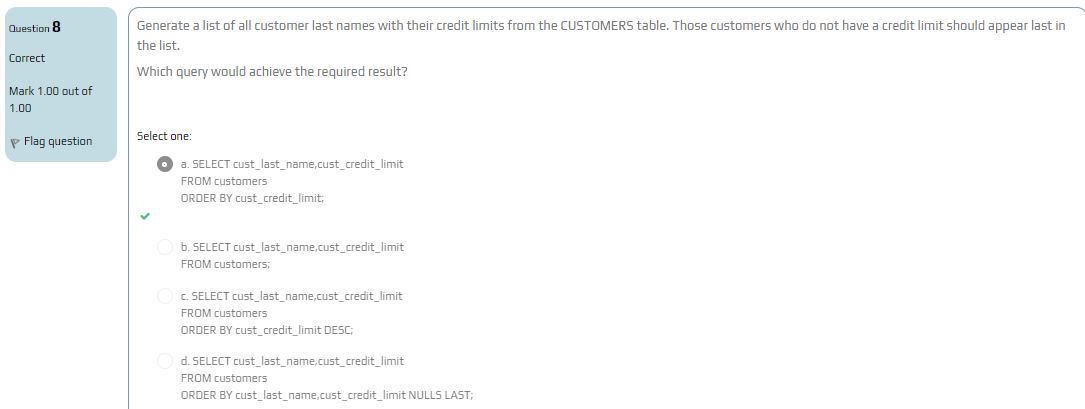 Question 8
Correct
Mark 1.00 out of
1.00
Flag question
Generate a list of all customer last names with their credit limits from the CUSTOMERS table. Those customers who do not have a credit limit should appear last in
the list.
Which query would achieve the required result?
Select one:
a. SELECT cust_last_name,cust_credit_limit
FROM customers
ORDER BY cust_credit_limit;
b. SELECT cust_last_name,cust_credit_limit
FROM customers;
c. SELECT cust_last_name,cust_credit_limit
FROM customers
ORDER BY cust_credit_limit DESC;
d. SELECT cust_last_name,cust_credit_limit
FROM customers
ORDER BY cust_last_name,cust_credit_limit NULLS LAST;